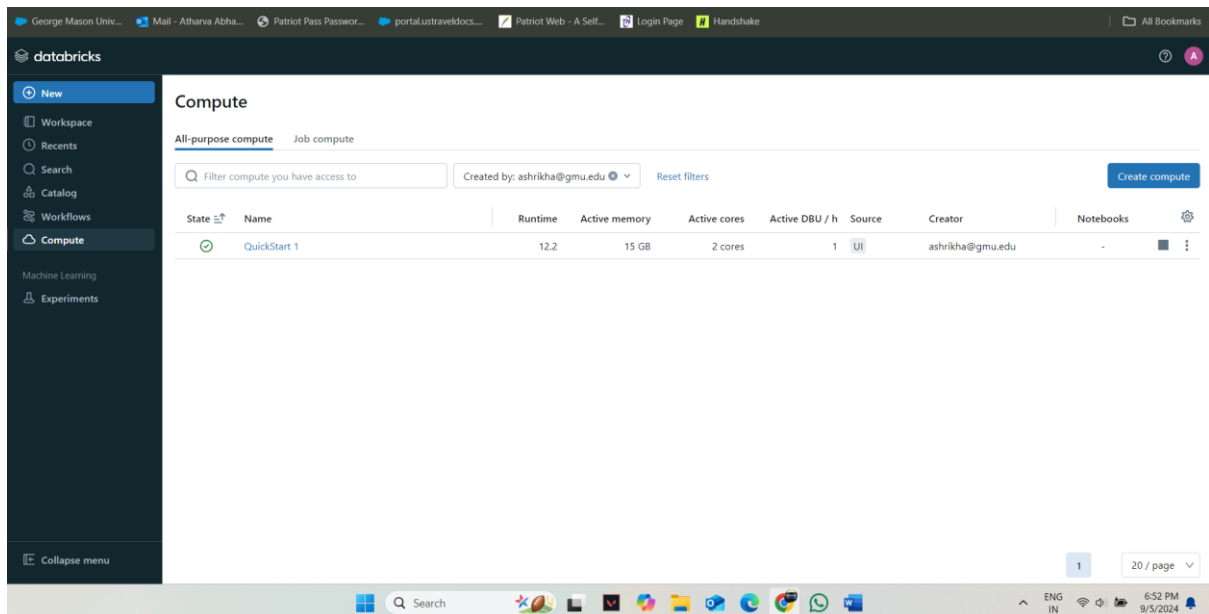 George Mason Univ... Mail - Atharva Abha... Patriot Pass Passwor... portal.ustraveldocs.... Patriot Web - A Self... Login Page Handshake All Bookmarks
databricks A
New
Workspace
Recents
Search
Catalog
Workflows
Compute
Machine Learning
Experiments
Collapse menu
Compute
All-purpose compute Job compute
Filter compute you have access to Created by: ashrikha@gmu.edu Reset filters Create compute
State Name Runtime Active memory Active cores Active DBU / h Source Creator Notebooks
QuickStart 1 12.2 15 GB 2 cores 1 UI ashrikha@gmu.edu -
1 20 / page
Search ENG 6:52 PM
IN 9/5/2024